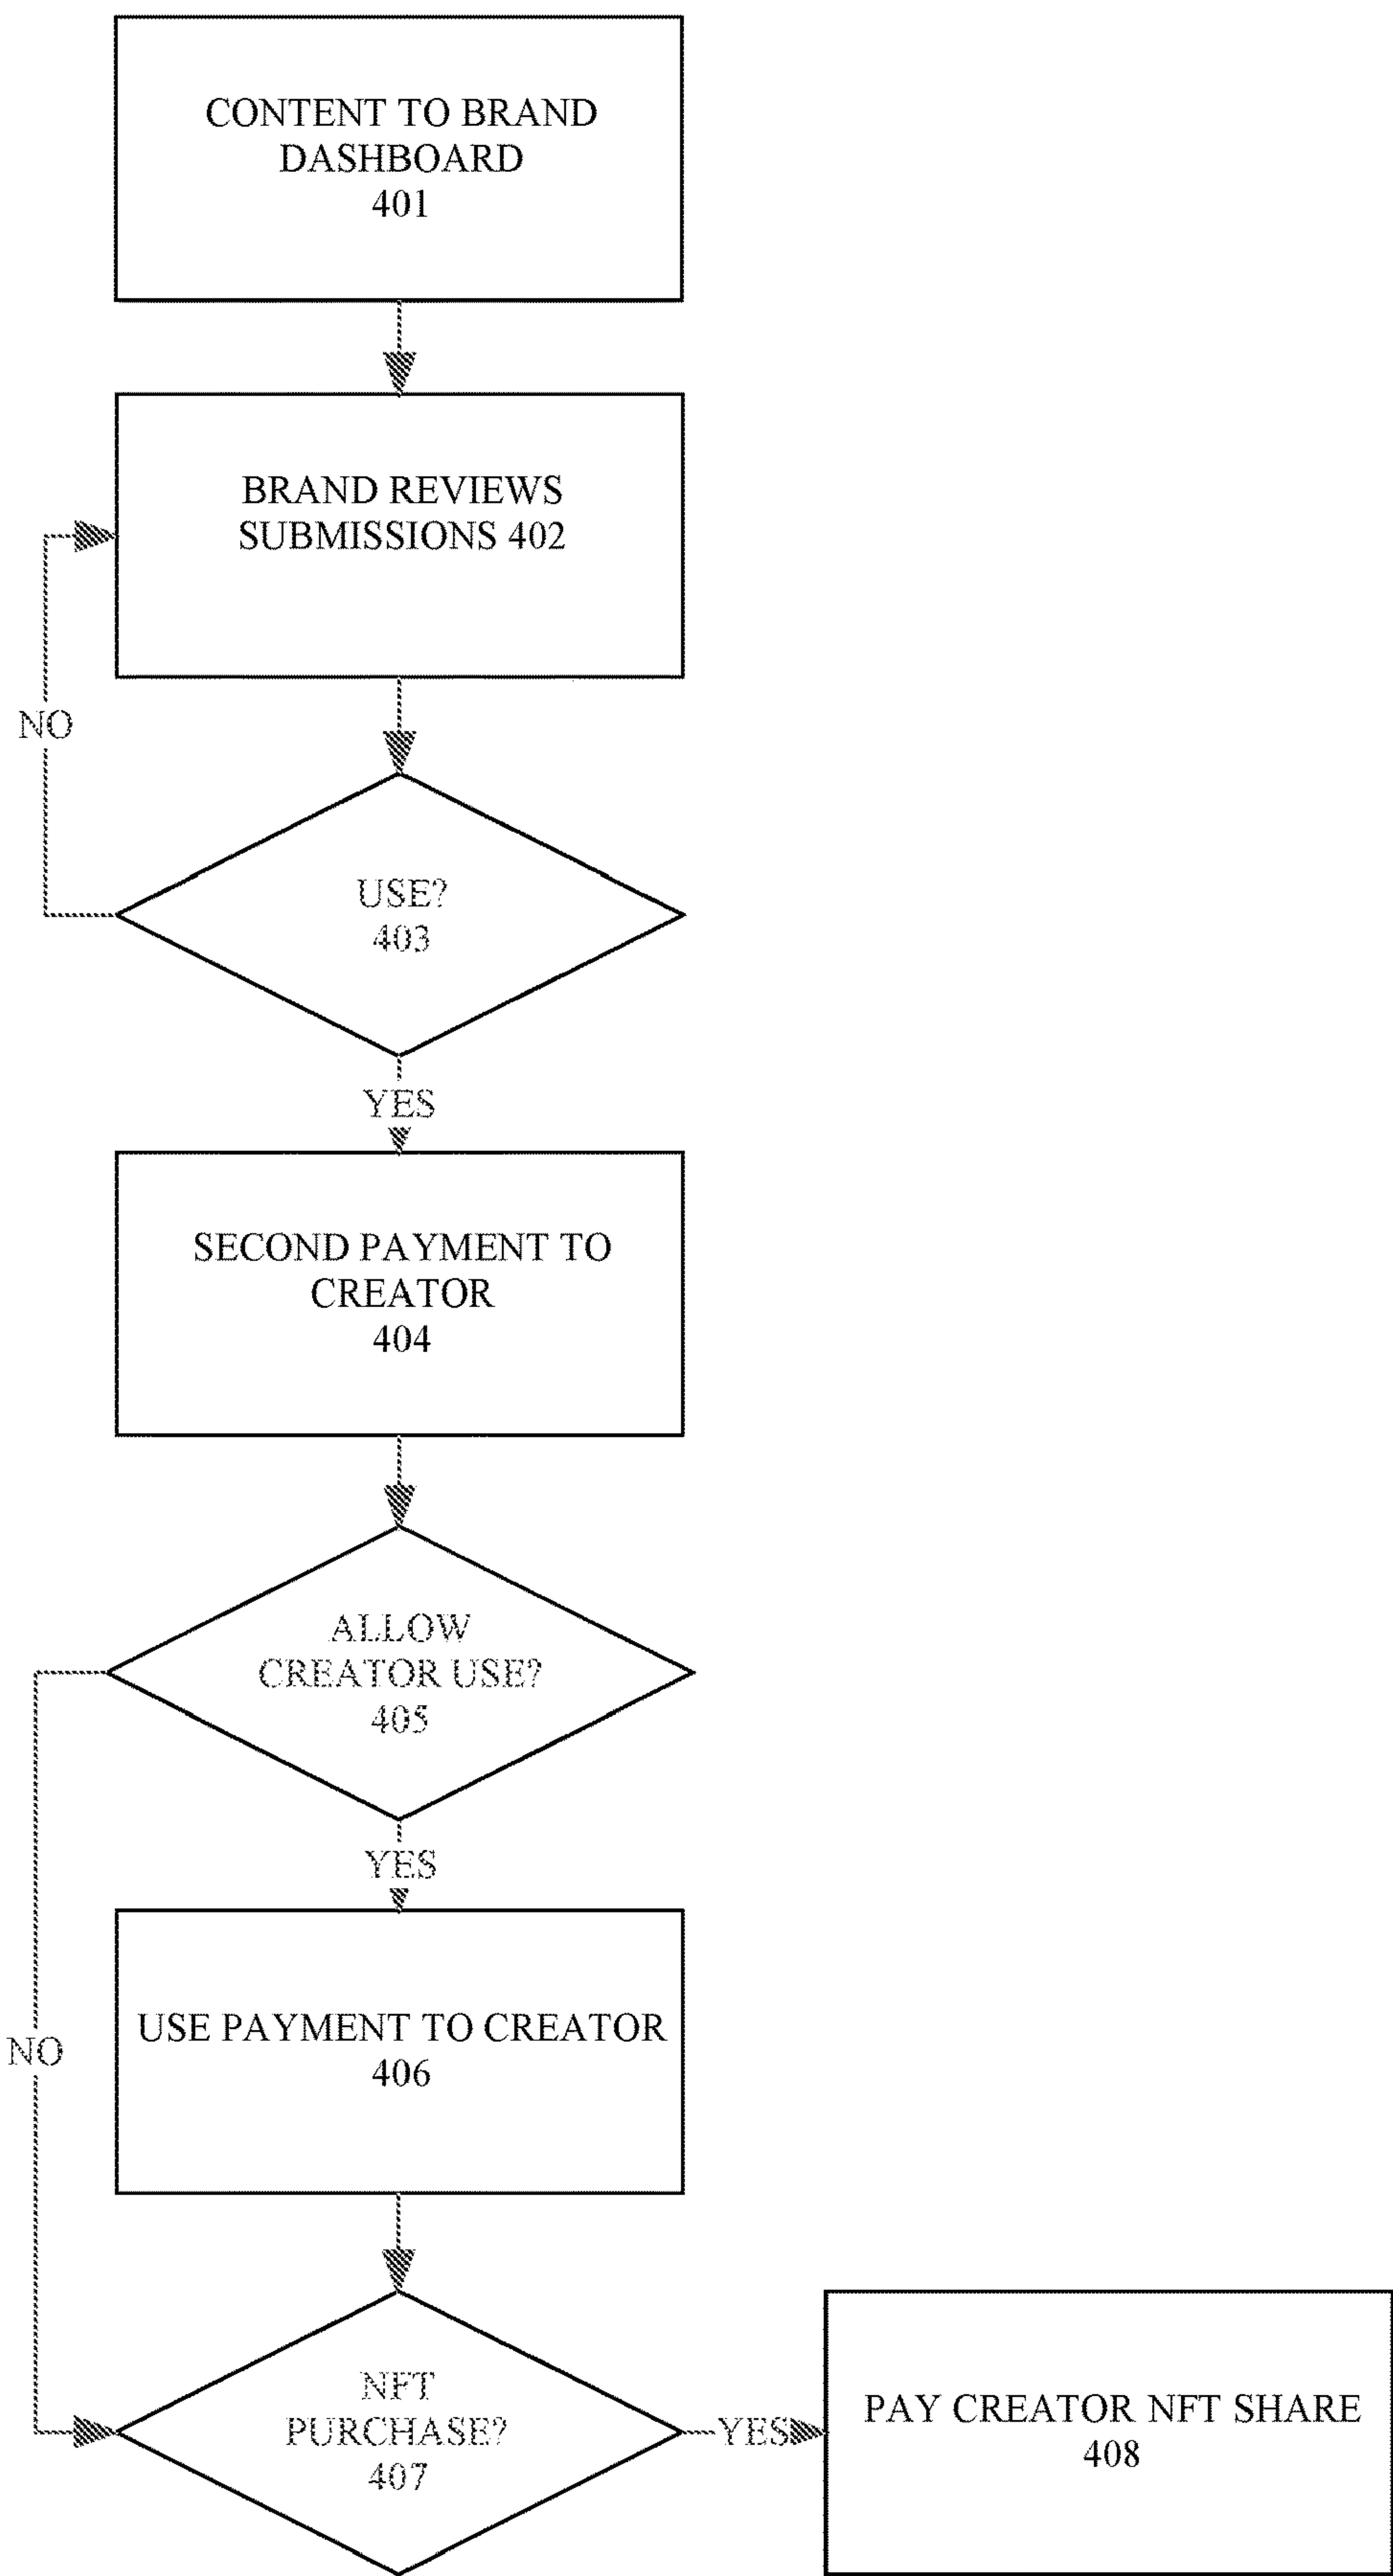 CONTENT TO BRAND
DASHBOARD
401
BRAND REVIEWS
SUBMISSIONS 402
NO
USE?
403
YES
SECOND PAYMENT TO
CREATOR
404
ALLOW
CREATOR USE?
405
YES
USE PAYMENT TO CREATOR
406
NO
NFT
PURCHASE?
407
YES
PAY CREATOR NFT SHARE
408